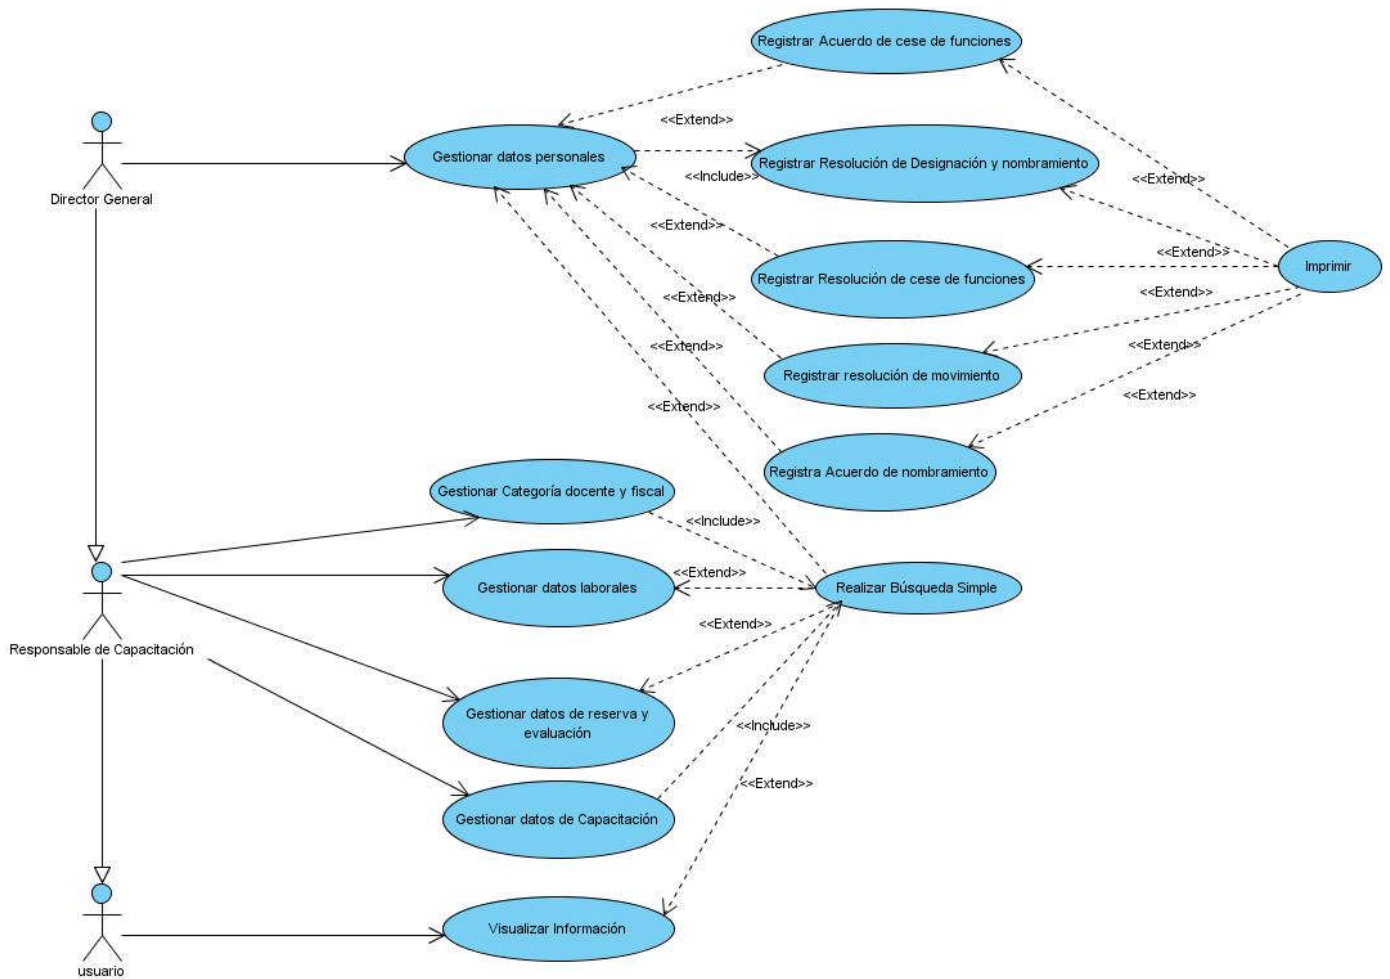 Registrar Acuerdo de cese de funciones
<<Extend>>
Gestionar datos personales
Registrar Resolución de Designación y nombramiento
<<Include>>
<<Extend>>
Director General
<<Extend>>
<<Extend>>
Imprimir
Registrar Resolución de cese de funciones
<<Extend>>
<<Extend>>
<<Extend>>
<<Extend>>
Registrar resolución de movimiento
<<Extend>>
<<Extend>>
Registra Acuerdo de nombramiento
Gestionar Categoría docente y fiscal
<<Include>>
<<Extend>>
Gestionar datos laborales
Realizar Búsqueda Simple
<<Extend>>
Responsable de Capacitación
Gestionar datos de reserva y
evaluación
<<Include>>
<<Extend>>
Gestionar datos de Capacitación
Visualizar Información
usuario